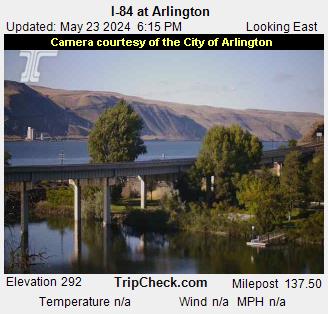 I-84 at Arlington
Updated: May 23 2024 6:15 PM Looking East
Camera courtesy of the City of Arlington
Elevation 292 TripCheck.com Milepost 137.50
Temperature n/a Wind n/a MPH n/a